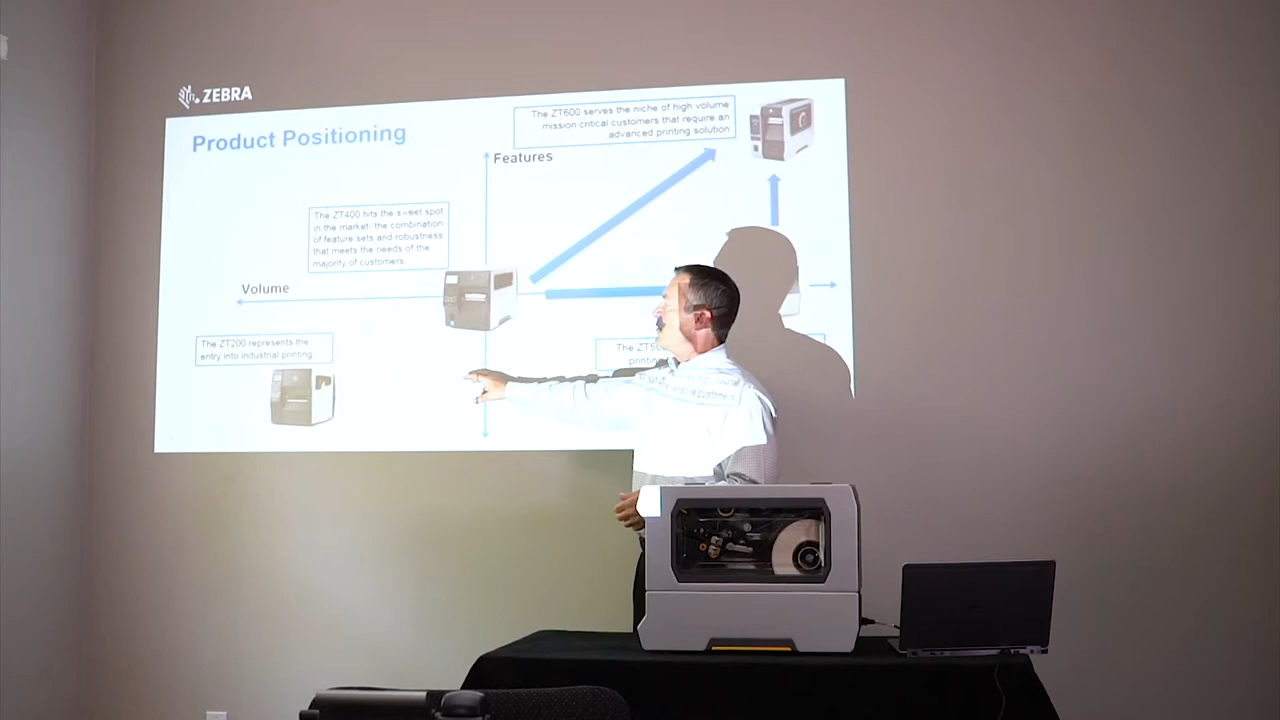 ZEBRA
Product Positioning
The ZT600 serves the niche of high volume
mission critical customers that require an
advanced printing solution
Features
The ZT400 hits the sweet spot
in the market- the combination
of feature sets and robustness
that meets the needs of the
majority of customers
Volume
The ZT200 represents the
entry into industrial printing
The